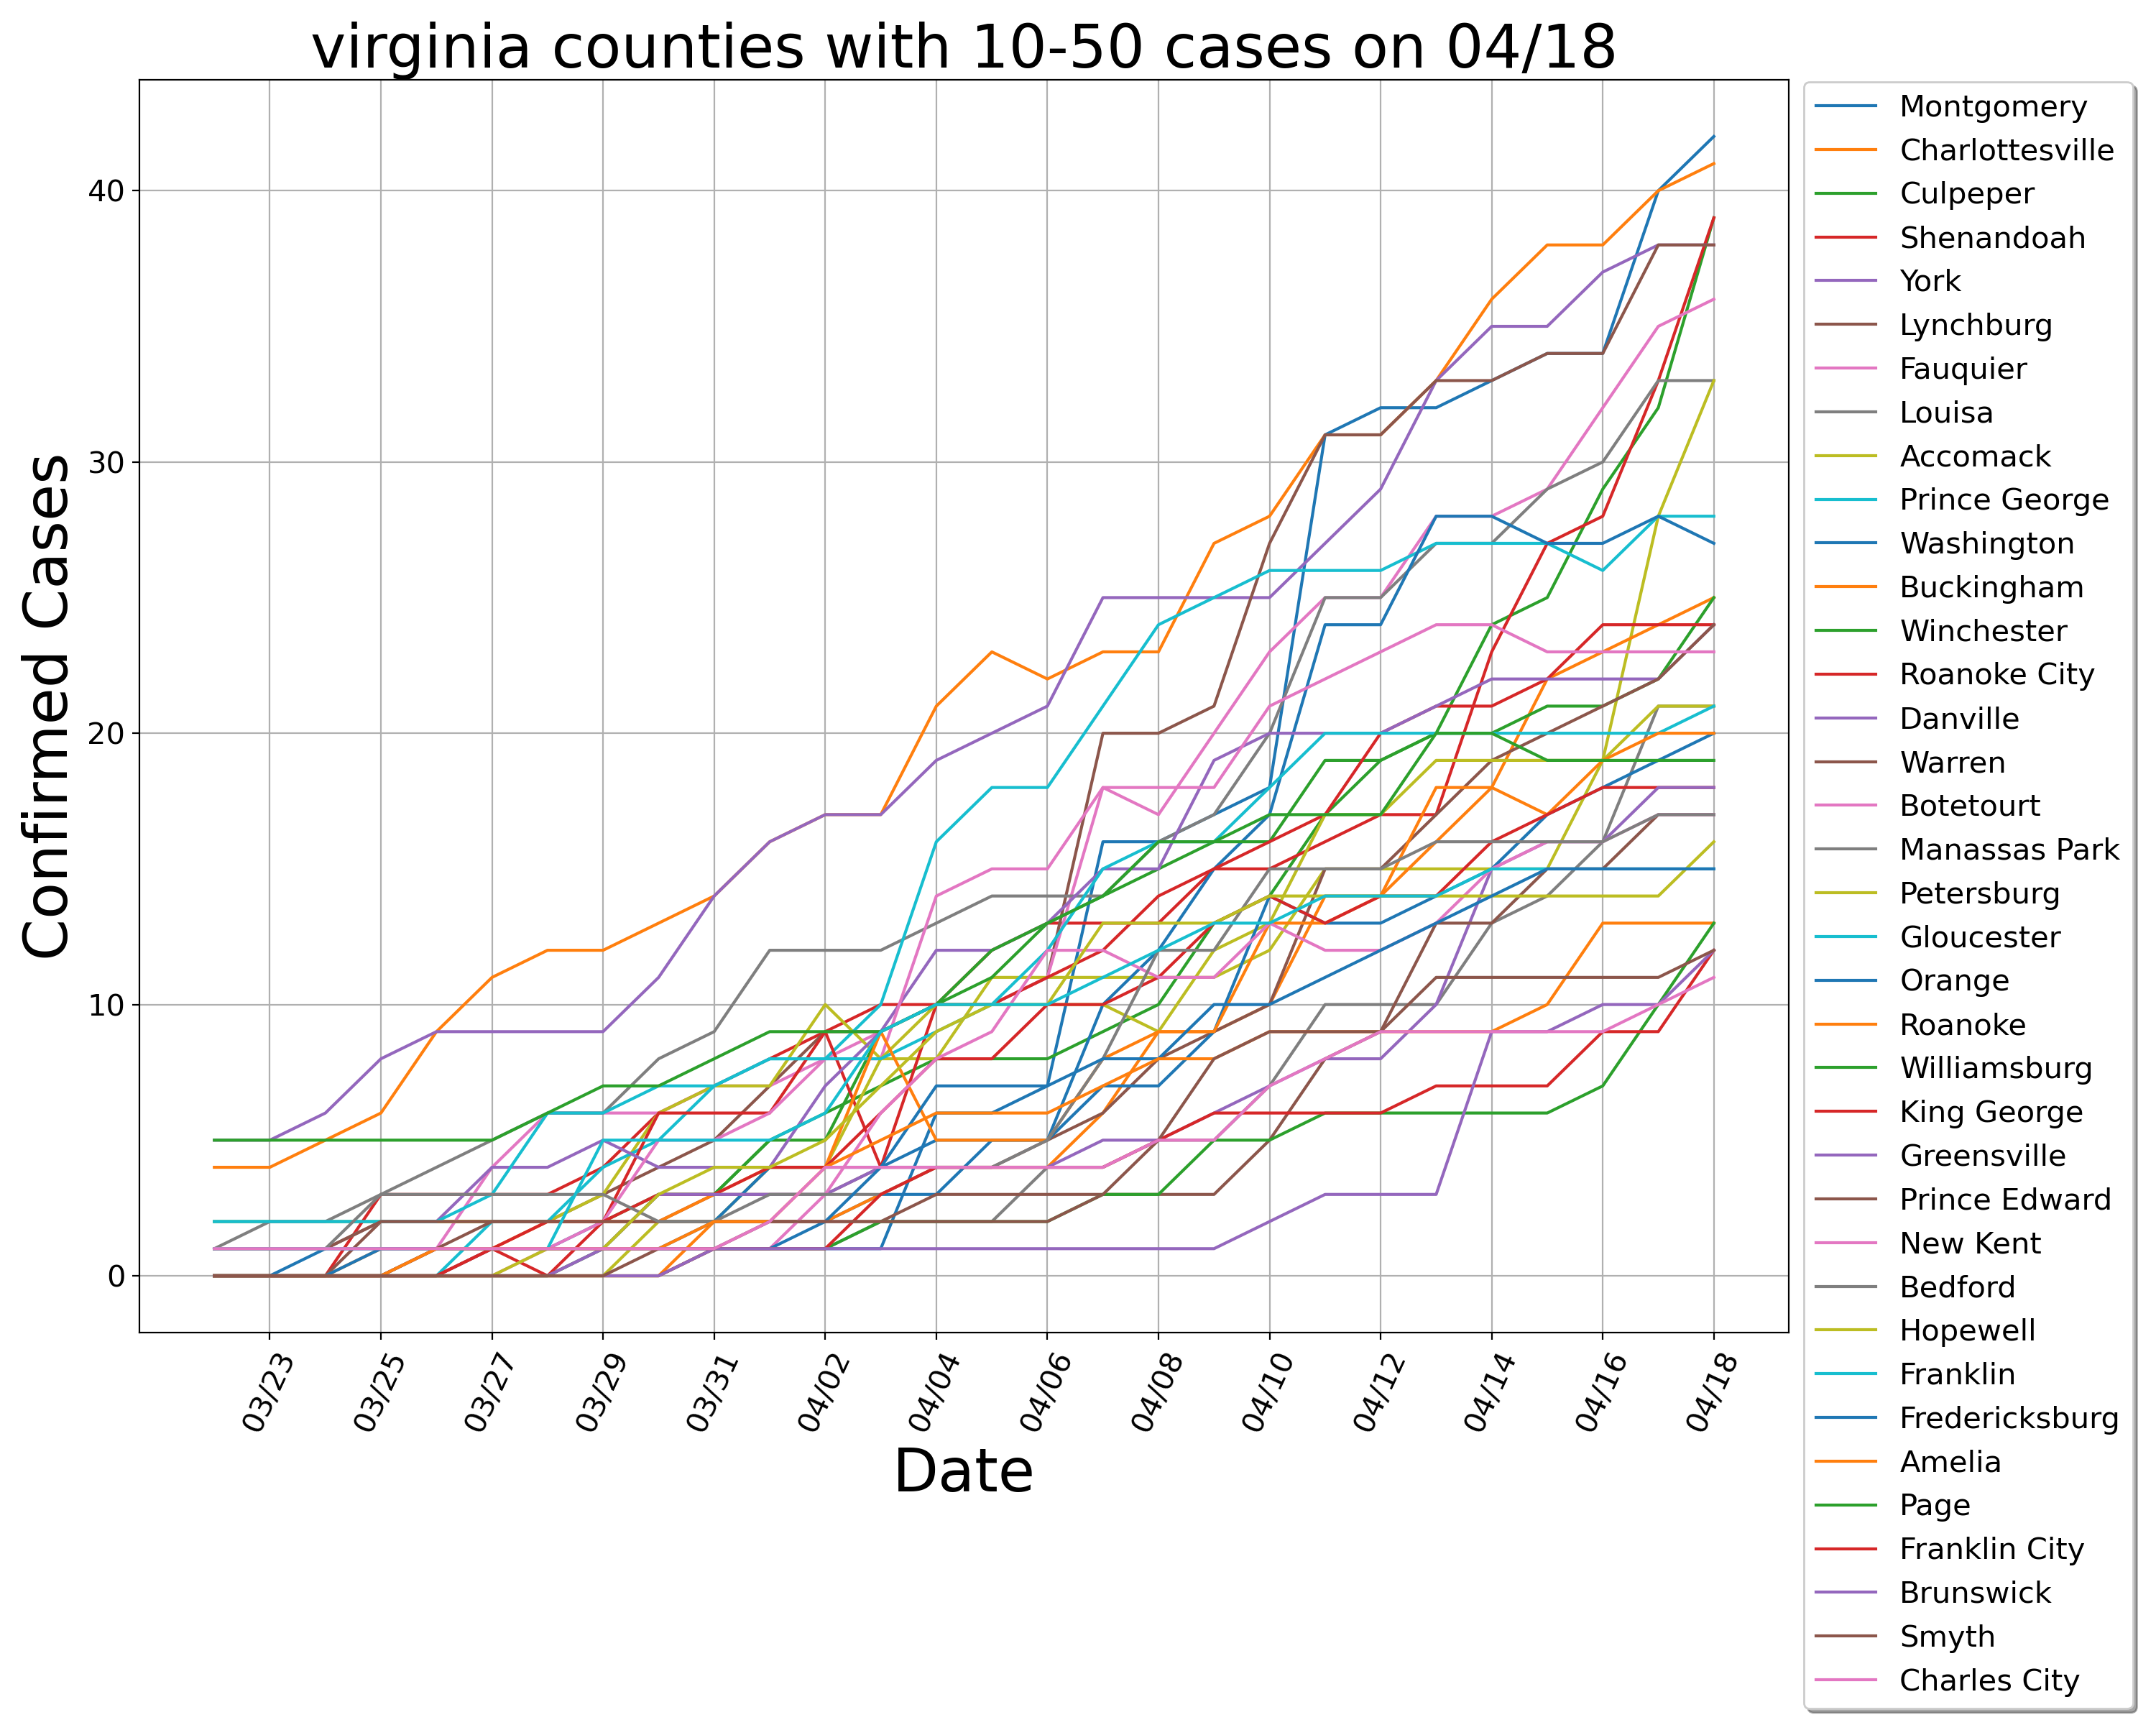 virginia counties with 10-50 cases on 04/18
Confirmed Cases
40
30
20
10
0
03/23
03/25
03/27
03/29
03/31
04/02
04/04
04/06
04/08
04/10
04/12
04/14
04/16
04/18
Date
Montgomery
Charlottesville
Culpeper
Shenandoah
York
Lynchburg
Fauquier
Louisa
Accomack
Prince George
Washington
Buckingham
Winchester
Roanoke City
Danville
Warren
Botetourt
Manassas Park
Petersburg
Gloucester
Orange
Roanoke
Williamsburg
King George
Greensville
Prince Edward
New Kent
Bedford
Hopewell
Franklin
Fredericksburg
Amelia
Page
Franklin City
Brunswick
Smyth
Charles City